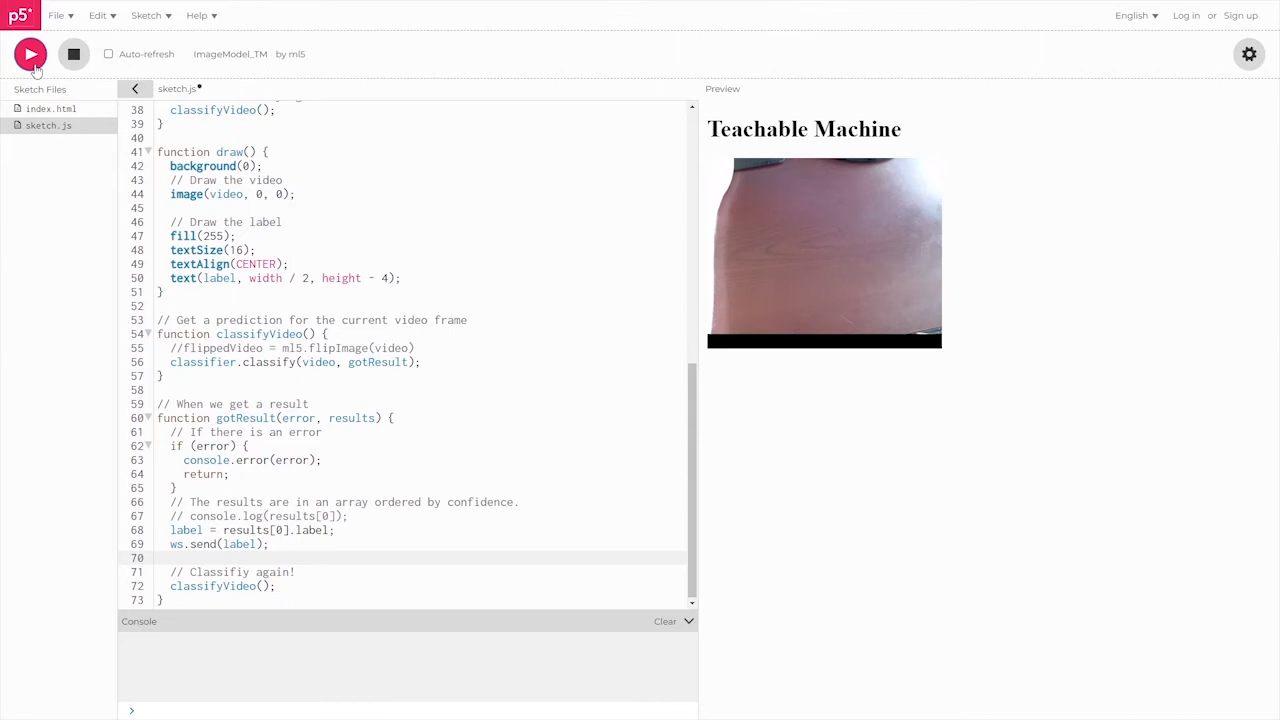 p5* File Edit Sketch Help English Log in or Sign up
Auto-refresh ImageModel_TM by ml5
Sketch Files
index.html
sketch.js
sketch.js
38 classifyVideo();
39 }
40
41 function draw() {
42 background(0);
43 // Draw the video
44 image(video, 0, 0);
45
46 // Draw the label
47 fill(255);
48 textSize(16);
49 textAlign(CENTER);
50 text(label, width / 2, height - 4);
51 }
52
53 // Get a prediction for the current video frame
54 function classifyVideo() {
55 //flippedVideo = ml5.flipImage(video)
56 classifier.classify(video, gotResult);
57 }
58
59 // When we get a result
60 function gotResult(error, results) {
61 // If there is an error
62 if (error) {
63 console.error(error);
64 return;
65 }
66 // The results are in an array ordered by confidence.
67 // console.log(results[0]);
68 label = results[0].label;
69 ws.send(label);
70
71 // Classifiy again!
72 classifyVideo();
73 }
Console Clear
>
Preview
Teachable Machine